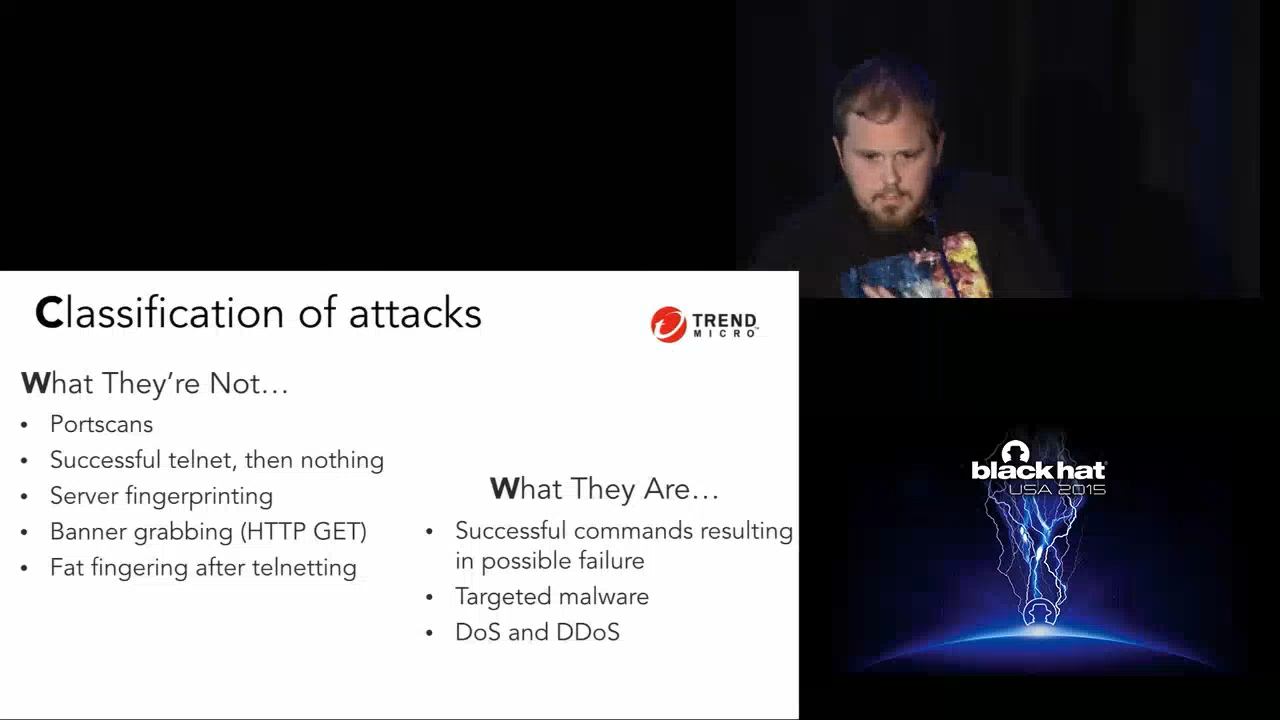 Classification of attacks
TREND
MICRO
What They're Not…
• Portscans
• Successful telnet, then nothing
• Server fingerprinting
• Banner grabbing (HTTP GET)
• Fat fingering after telnetting
What They Are…
• Successful commands resulting
in possible failure
• Targeted malware
• DoS and DDoS
black hat
USA 2015